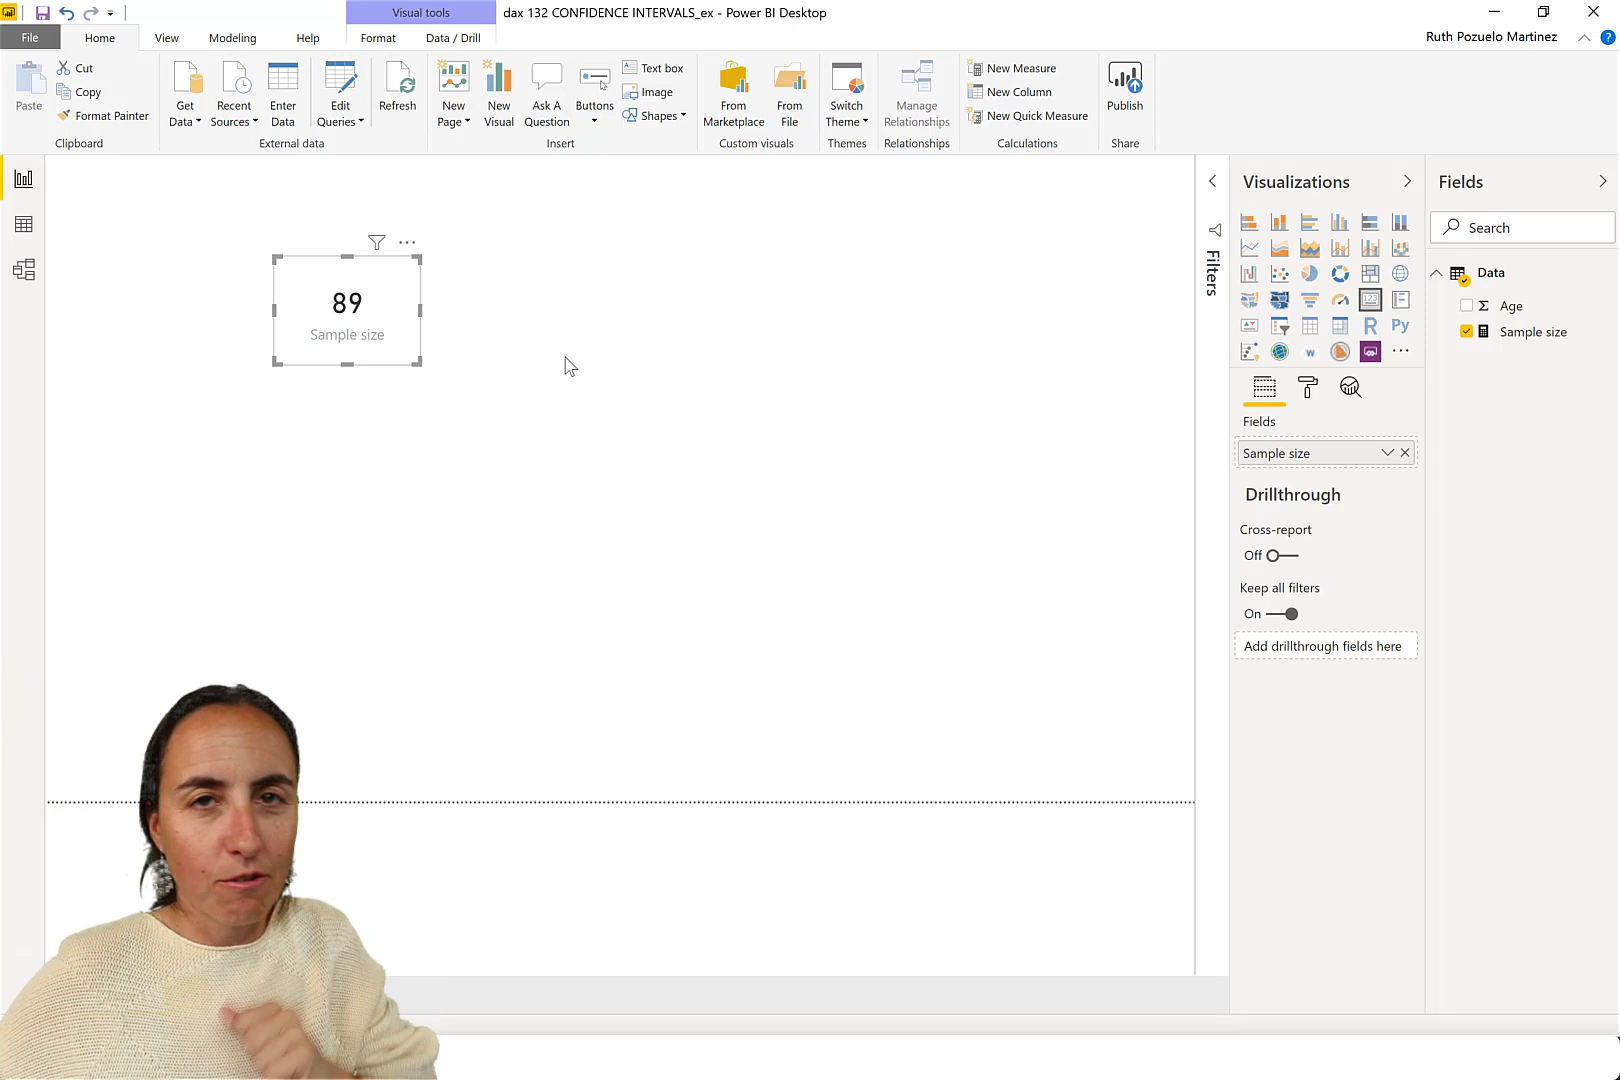 Visual tools
dax 132 CONFIDENCE INTERVALS_ex - Power BI Desktop
File
Home
View
Modeling
Help
Format
Data / Drill
Ruth Pozuelo Martinez
?
Paste
Cut
Copy
Format Painter
Get Data
Recent Sources
Enter Data
Edit Queries
Refresh
New Page
New Visual
Ask A Question
Buttons
Text box
Image
Shapes
From Marketplace
From File
Switch Theme
Manage Relationships
New Measure
New Column
New Quick Measure
Publish
Clipboard
External data
Insert
Custom visuals
Themes
Relationships
Calculations
Share
89
Sample size
Filters
Visualizations
123
R
Py
W
Fields
Sample size
Drillthrough
Cross-report
Off
Keep all filters
On
Add drillthrough fields here
Fields
Search
Data
Σ Age
Sample size